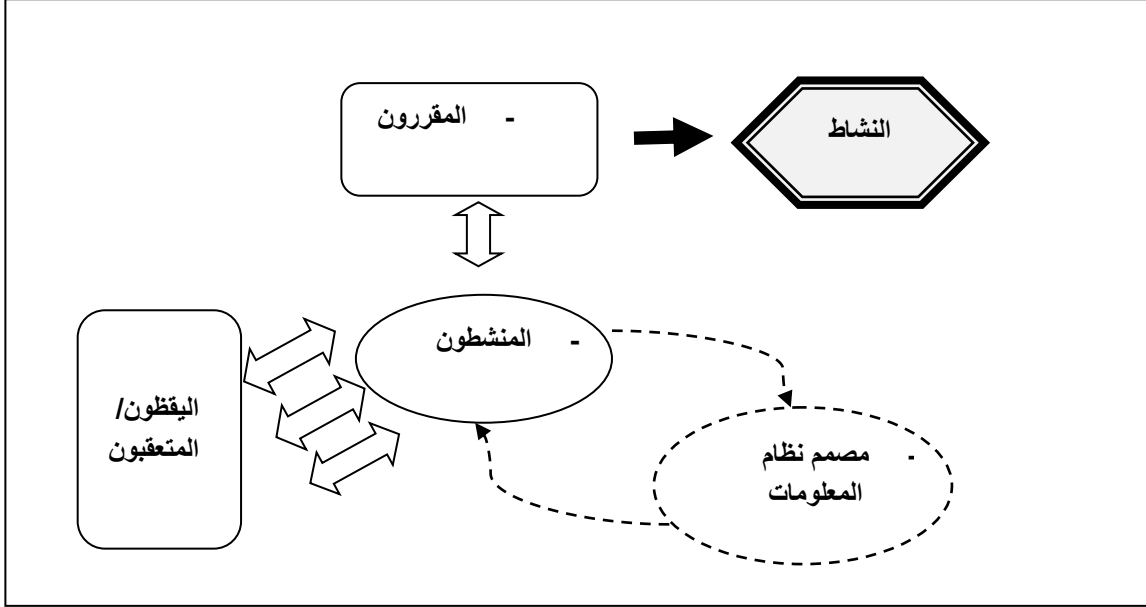 - المقررون
النشاط
- المنشطون
اليقظون/
المتعقبون
- مصمم نظام
المعلومات